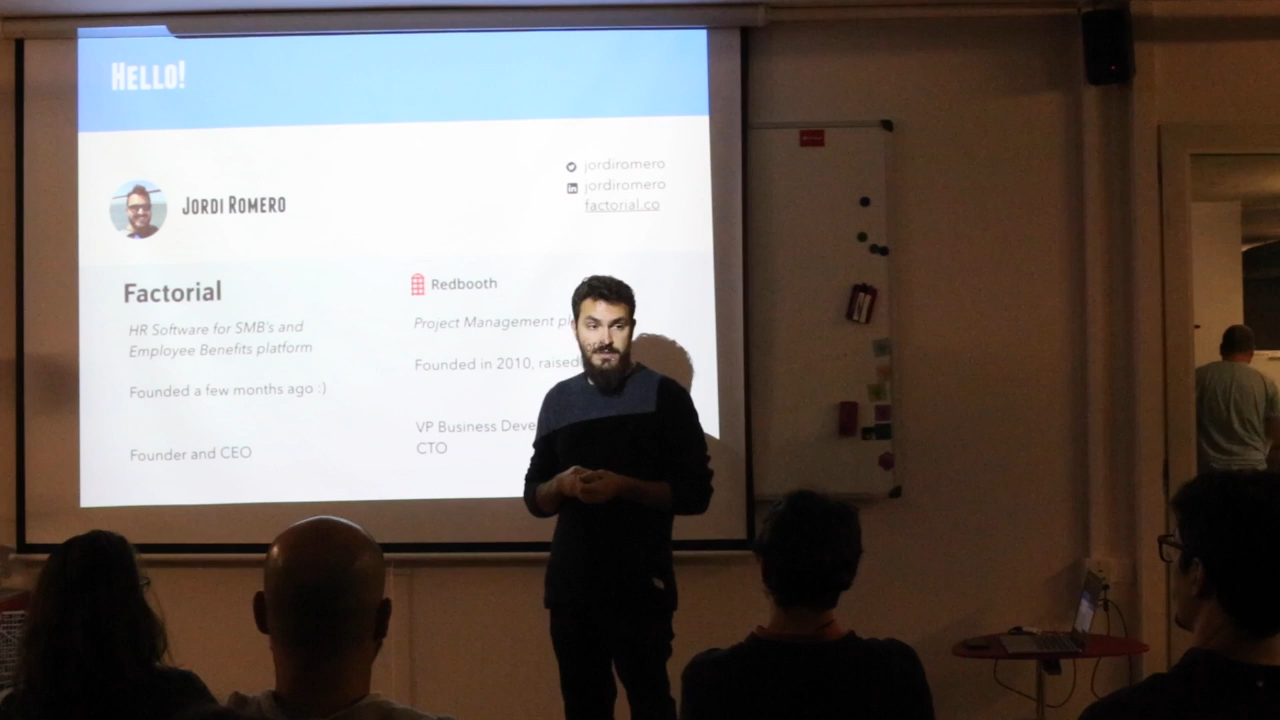 HELLO!
jordiromero
jordiromero
factorial.co
JORDI ROMERO
Factorial
HR Software for SMB's and
Employee Benefits platform
Founded a few months ago :)
Founder and CEO
Redbooth
Project Management
Founded in 2010, raised
VP Business
CTO